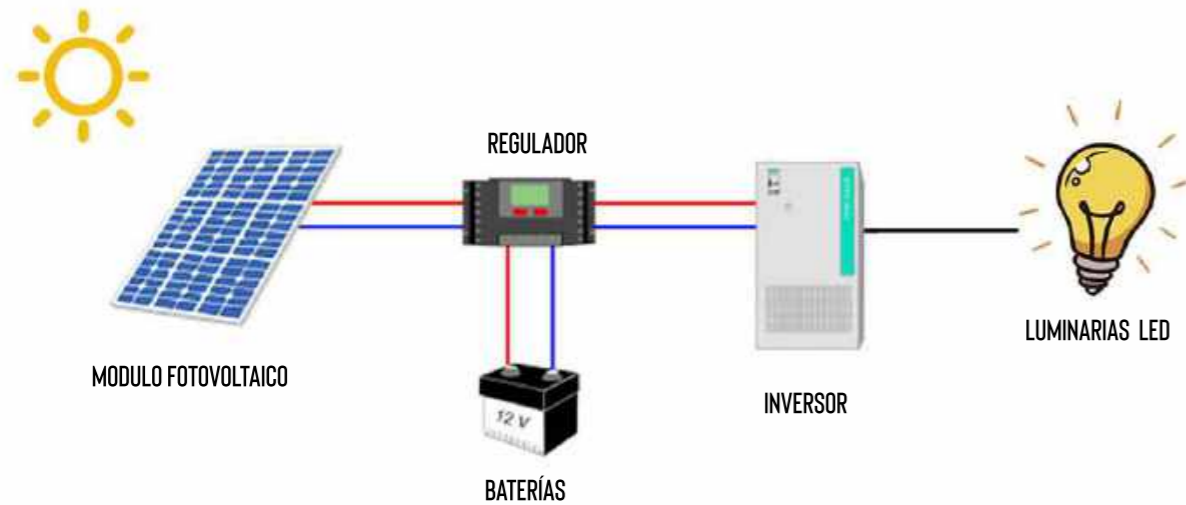 REGULADOR
MODULO FOTOVOLTAICO
12 V
BATERÍAS
INVERSOR
LUMINARIAS LED